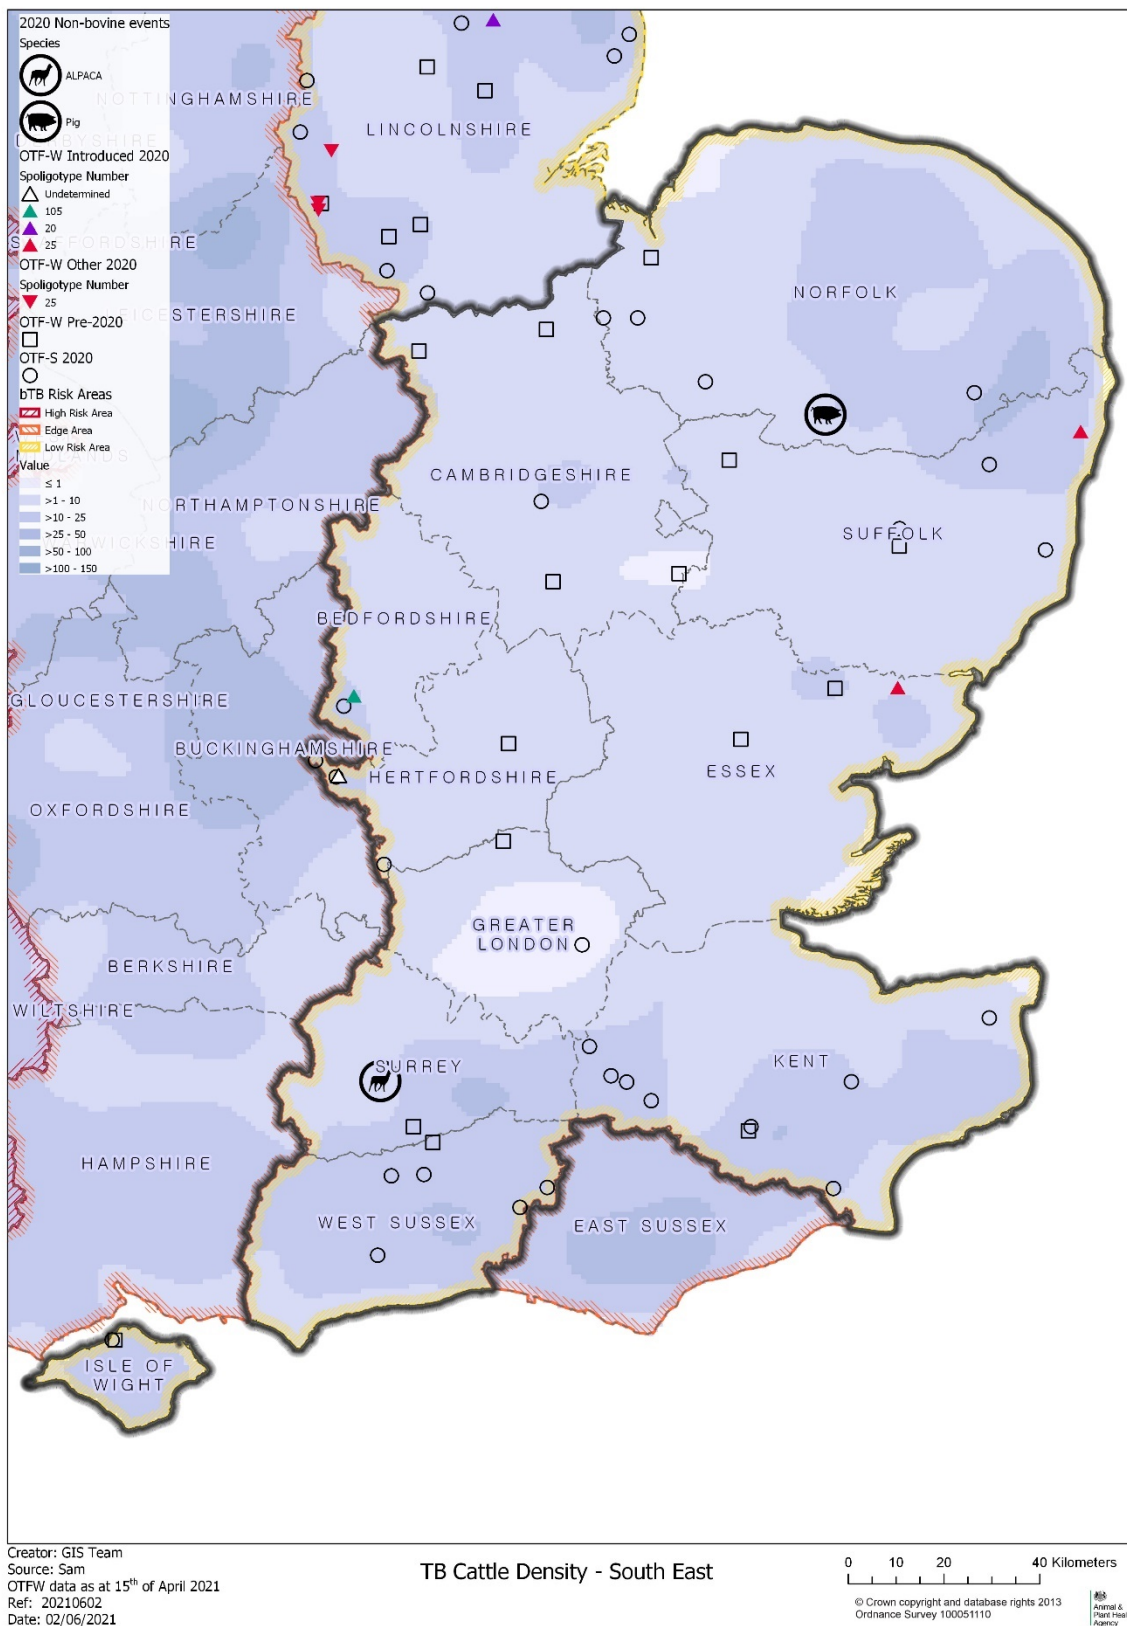 2020 Non-bovine events
Species
ALPACA
Pig
OTF-W Introduced 2020
Spoligotype Number
Undetermined
105
20
25
OTF-W Other 2020
Spoligotype Number
25
OTF-W Pre-2020
OTF-S 2020
bTB Risk Areas
High Risk Area
Edge Area
Low Risk Area
Value
≤ 1
>1 - 10
>10 - 25
>25 - 50
>50 - 100
>100 - 150
NOTTINGHAMSHIRE
LINCOLNSHIRE
NORFOLK
CAMBRIDGESHIRE
NORTHAMPTONSHIRE
SUFFOLK
BEDFORDSHIRE
GLOUCESTERSHIRE
BUCKINGHAMSHIRE
HERTFORDSHIRE
ESSEX
OXFORDSHIRE
GREATER
LONDON
BERKSHIRE
WILTSHIRE
SURREY
KENT
HAMPSHIRE
WEST SUSSEX
EAST SUSSEX
ISLE OF
WIGHT
Creator: GIS Team
Source: Sam
OTFW data as at 15th of April 2021
Ref: 20210602
Date: 02/06/2021
TB Cattle Density - South East
0 10 20 40 Kilometers
© Crown copyright and database rights 2013
Ordnance Survey 100051110
Animal &
Plant Health
Agency